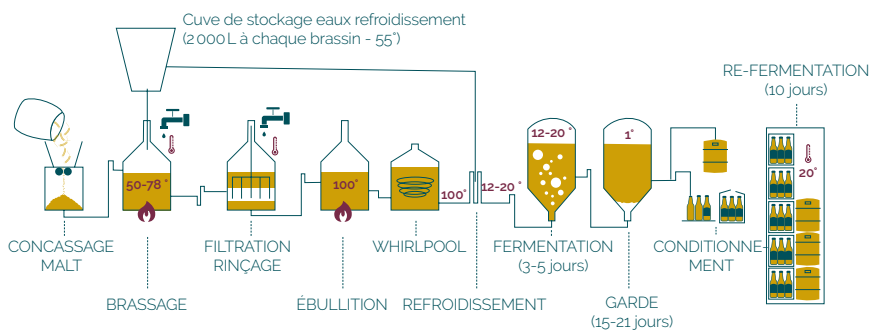 Cuve de stockage eaux refroidissement
(2 000 L à chaque brassin - 55°)
RE-FERMENTATION
(10 jours)
50-78 °
100°
100°
12-20 °
12-20 °
1°
20°
CONCASSAGE
MALT
BRASSAGE
FILTRATION
RINÇAGE
ÉBULLITION
WHIRLPOOL
REFROIDISSEMENT
FERMENTATION
(3-5 jours)
GARDE
(15-21 jours)
CONDITIONNE-
MENT